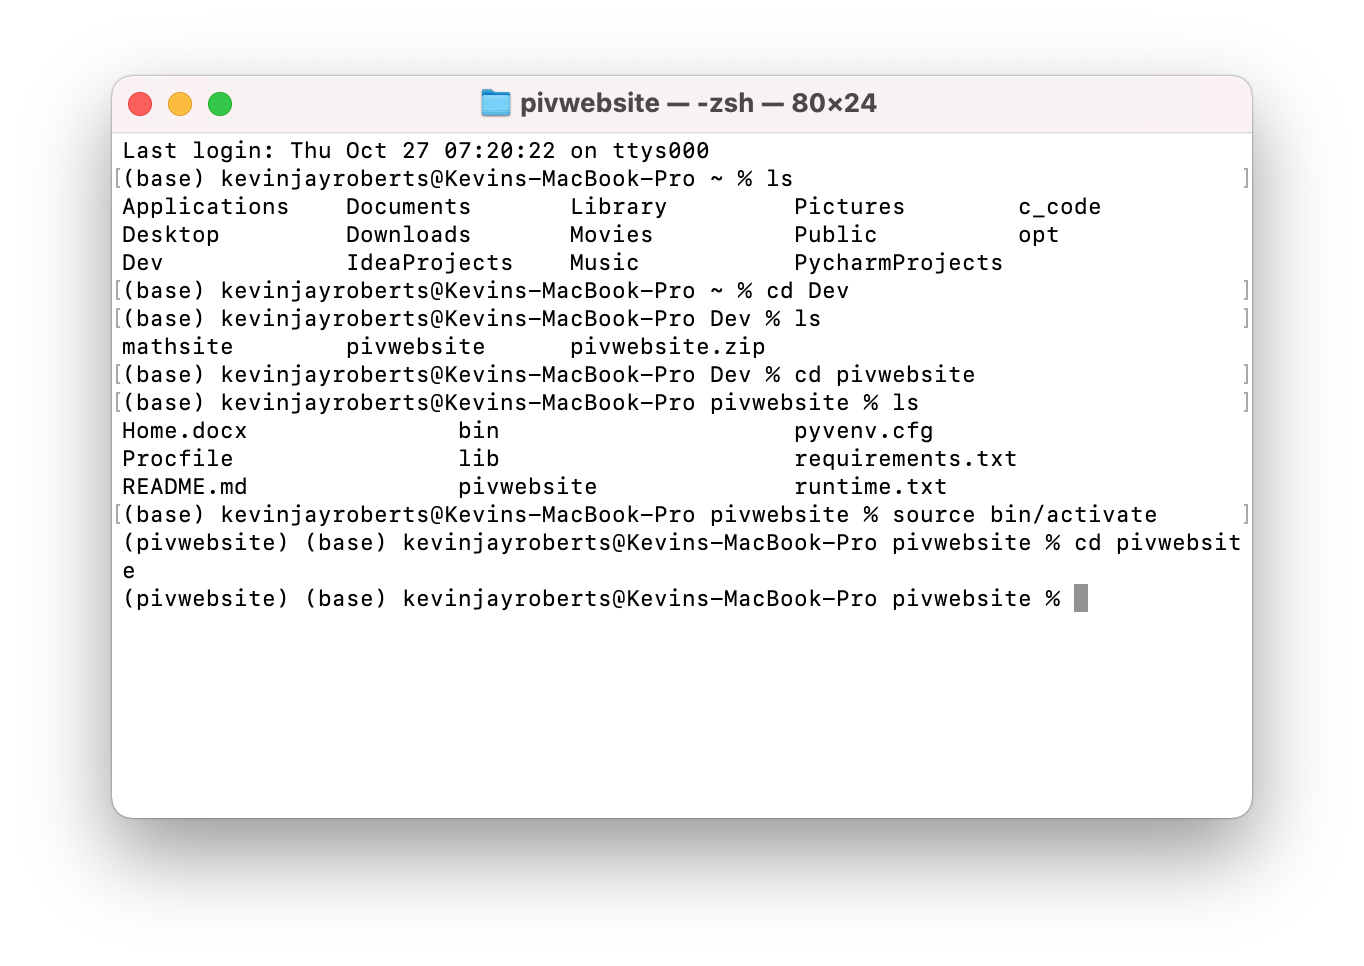 pivwebsite — -zsh — 80×24
Last login: Thu Oct 27 07:20:22 on ttys000
[(base) kevinjayroberts@Kevins-MacBook-Pro ~ % ls ]
Applications Documents Library Pictures c_code
Desktop Downloads Movies Public opt
Dev IdeaProjects Music PycharmProjects
[(base) kevinjayroberts@Kevins-MacBook-Pro ~ % cd Dev ]
[(base) kevinjayroberts@Kevins-MacBook-Pro Dev % ls ]
mathsite pivwebsite pivwebsite.zip
[(base) kevinjayroberts@Kevins-MacBook-Pro Dev % cd pivwebsite ]
[(base) kevinjayroberts@Kevins-MacBook-Pro pivwebsite % ls ]
Home.docx bin pyvenv.cfg
Procfile lib requirements.txt
README.md pivwebsite runtime.txt
[(base) kevinjayroberts@Kevins-MacBook-Pro pivwebsite % source bin/activate ]
(pivwebsite) (base) kevinjayroberts@Kevins-MacBook-Pro pivwebsite % cd pivwebsit
e
(pivwebsite) (base) kevinjayroberts@Kevins-MacBook-Pro pivwebsite %